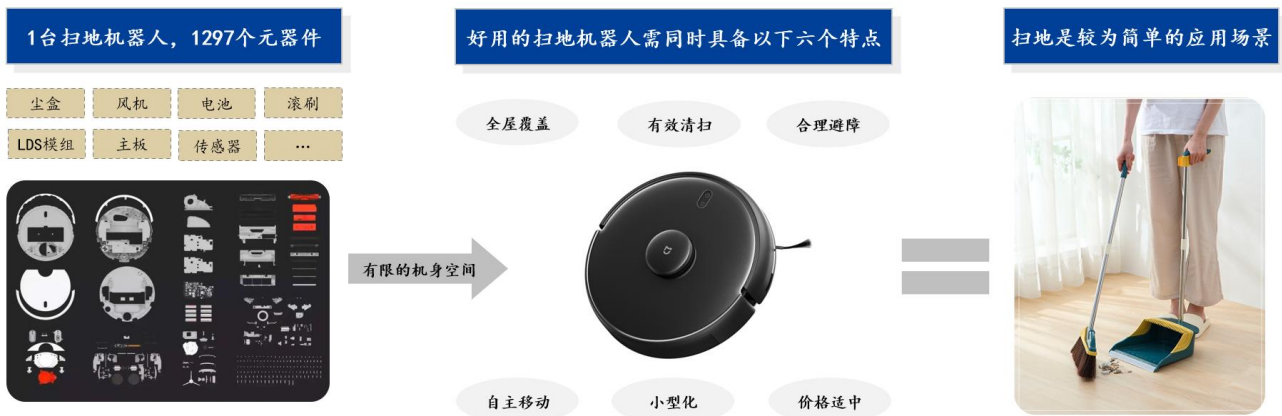 1台扫地机器人，1297个元器件
好用的扫地机器人需同时具备以下六个特点
扫地是较为简单的应用场景
尘盒
风机
电池
滚刷
LDS模组
主板
传感器
…
有限的机身空间
全屋覆盖
有效清扫
合理避障
自主移动
小型化
价格适中